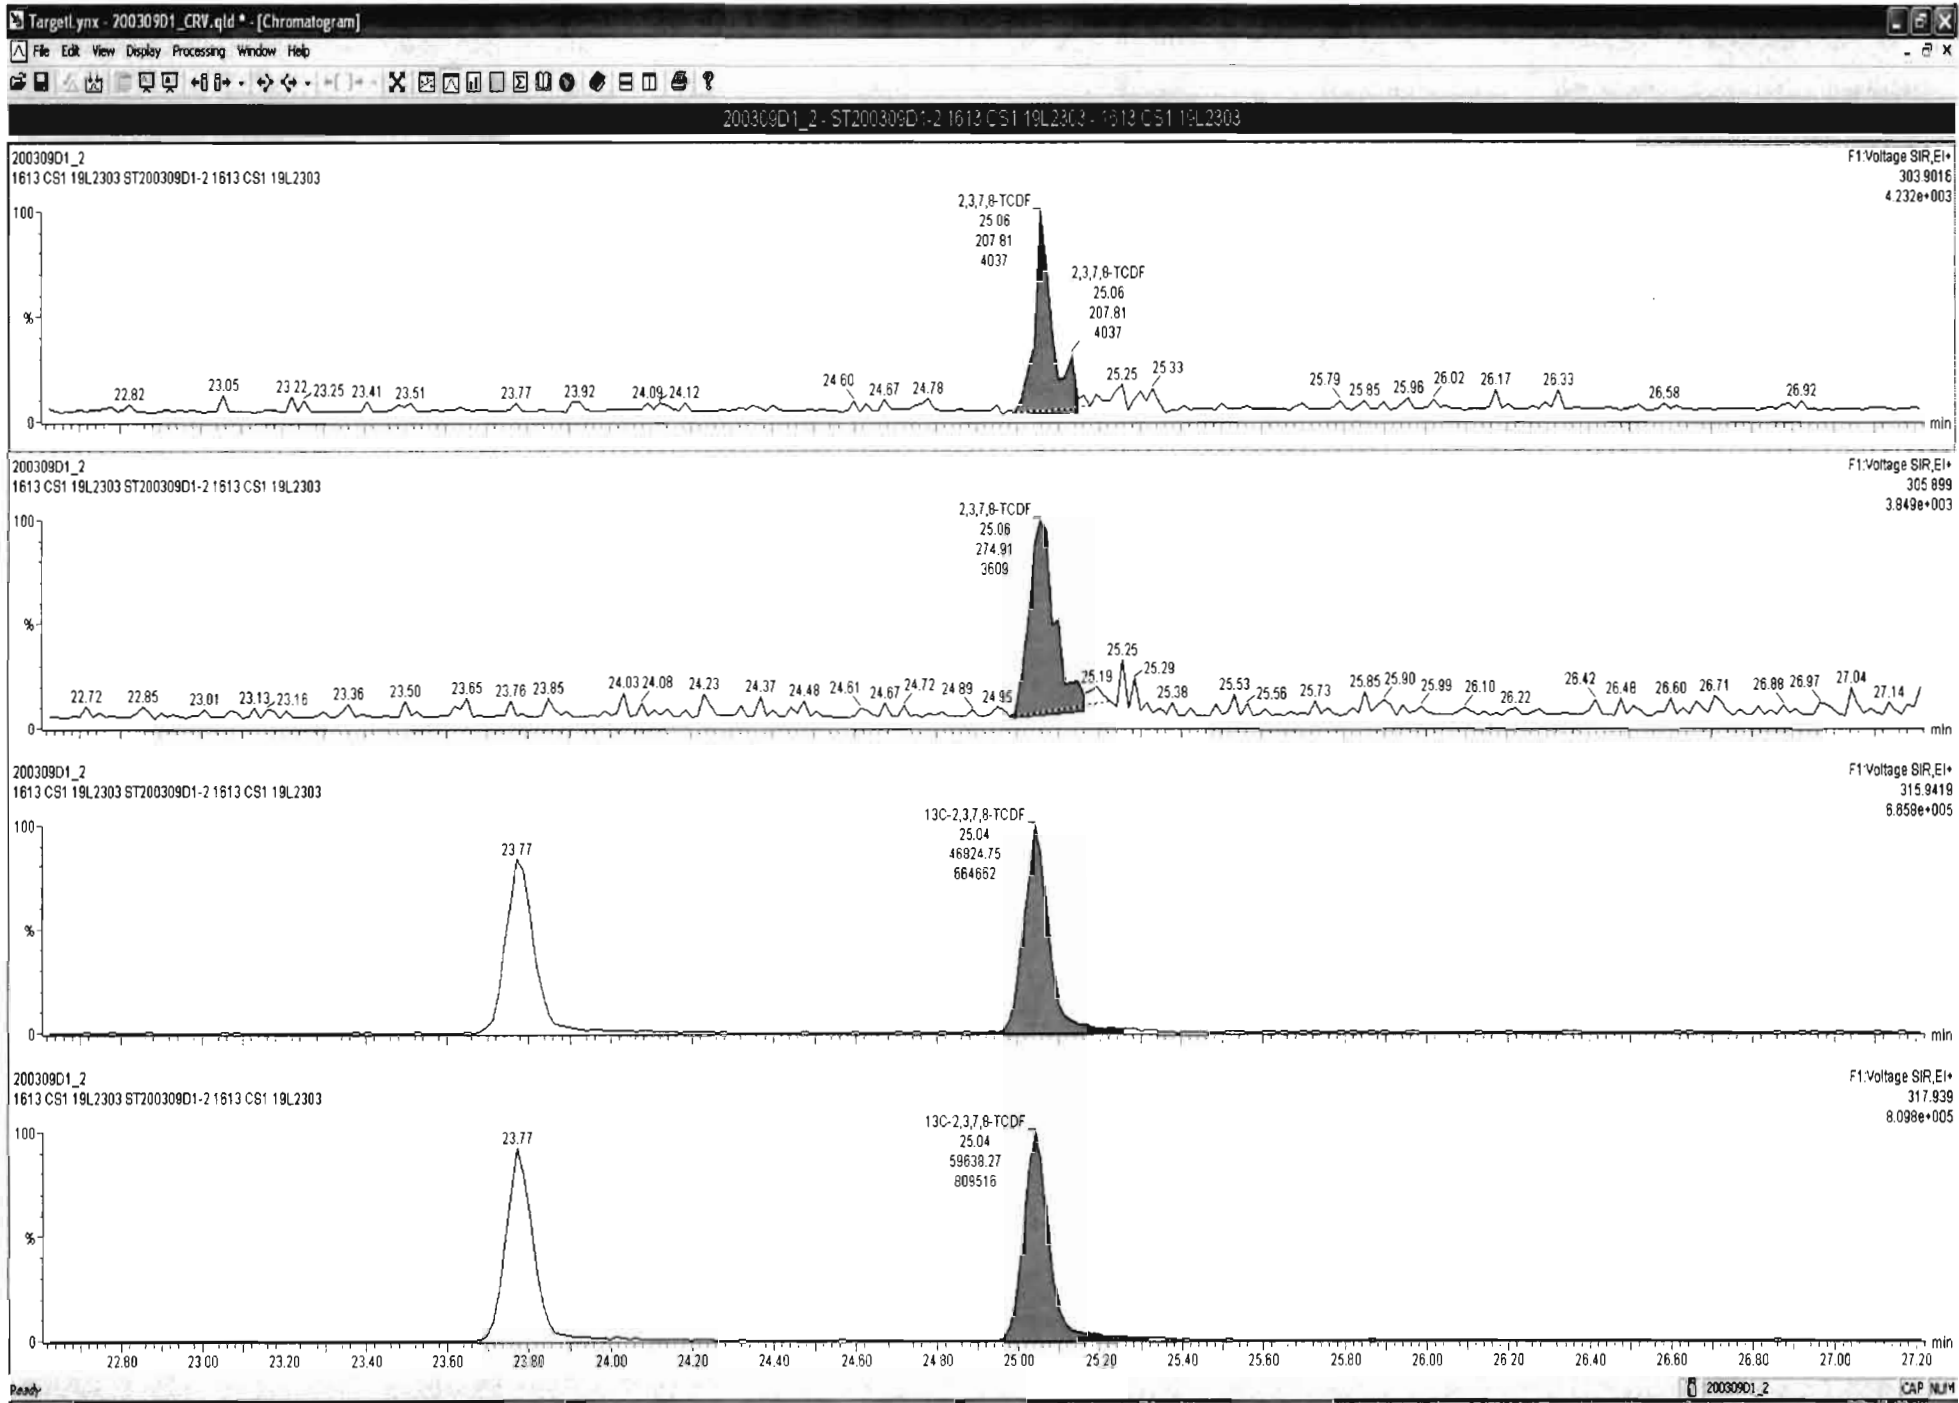 TargetLynx - 200309D1_CRV.qld * - [Chromatogram]
File Edit View Display Processing Window Help
200309D1_2 - ST200309D1-2 1613 CS1 19L2303 - 1613 CS1 19L2303
200309D1_2
1613 CS1 19L2303 ST200309D1-2 1613 CS1 19L2303
F1:Voltage SIR,EI+
303.9016
4.232e+003
2,3,7,8-TCDF
25.06
207.81
4037
2,3,7,8-TCDF
25.06
207.81
4037
100
%
0
22.82 23.05 23.22 23.25 23.41 23.51 23.77 23.92 24.09 24.12 24.60 24.67 24.78 25.25 25.33 25.79 25.85 25.96 26.02 26.17 26.33 26.58 26.92
min
200309D1_2
1613 CS1 19L2303 ST200309D1-2 1613 CS1 19L2303
F1:Voltage SIR,EI+
305.899
3.849e+003
2,3,7,8-TCDF
25.06
274.91
3609
100
%
0
22.72 22.85 23.01 23.13 23.16 23.36 23.50 23.65 23.76 23.85 24.03 24.08 24.23 24.37 24.48 24.61 24.67 24.72 24.89 24.95 25.19 25.25 25.29 25.38 25.53 25.56 25.73 25.85 25.90 25.99 26.10 26.22 26.42 26.48 26.60 26.71 26.88 26.97 27.04 27.14
min
200309D1_2
1613 CS1 19L2303 ST200309D1-2 1613 CS1 19L2303
F1:Voltage SIR,EI+
315.9419
6.858e+005
13C-2,3,7,8-TCDF
25.04
46824.75
664662
100
%
0
23.77
min
200309D1_2
1613 CS1 19L2303 ST200309D1-2 1613 CS1 19L2303
F1:Voltage SIR,EI+
317.939
8.098e+005
13C-2,3,7,8-TCDF
25.04
59638.27
809516
100
%
0
23.77
min
22.80 23.00 23.20 23.40 23.60 23.80 24.00 24.20 24.40 24.60 24.80 25.00 25.20 25.40 25.60 25.80 26.00 26.20 26.40 26.60 26.80 27.00 27.20
Ready
200309D1_2
CAP NUM